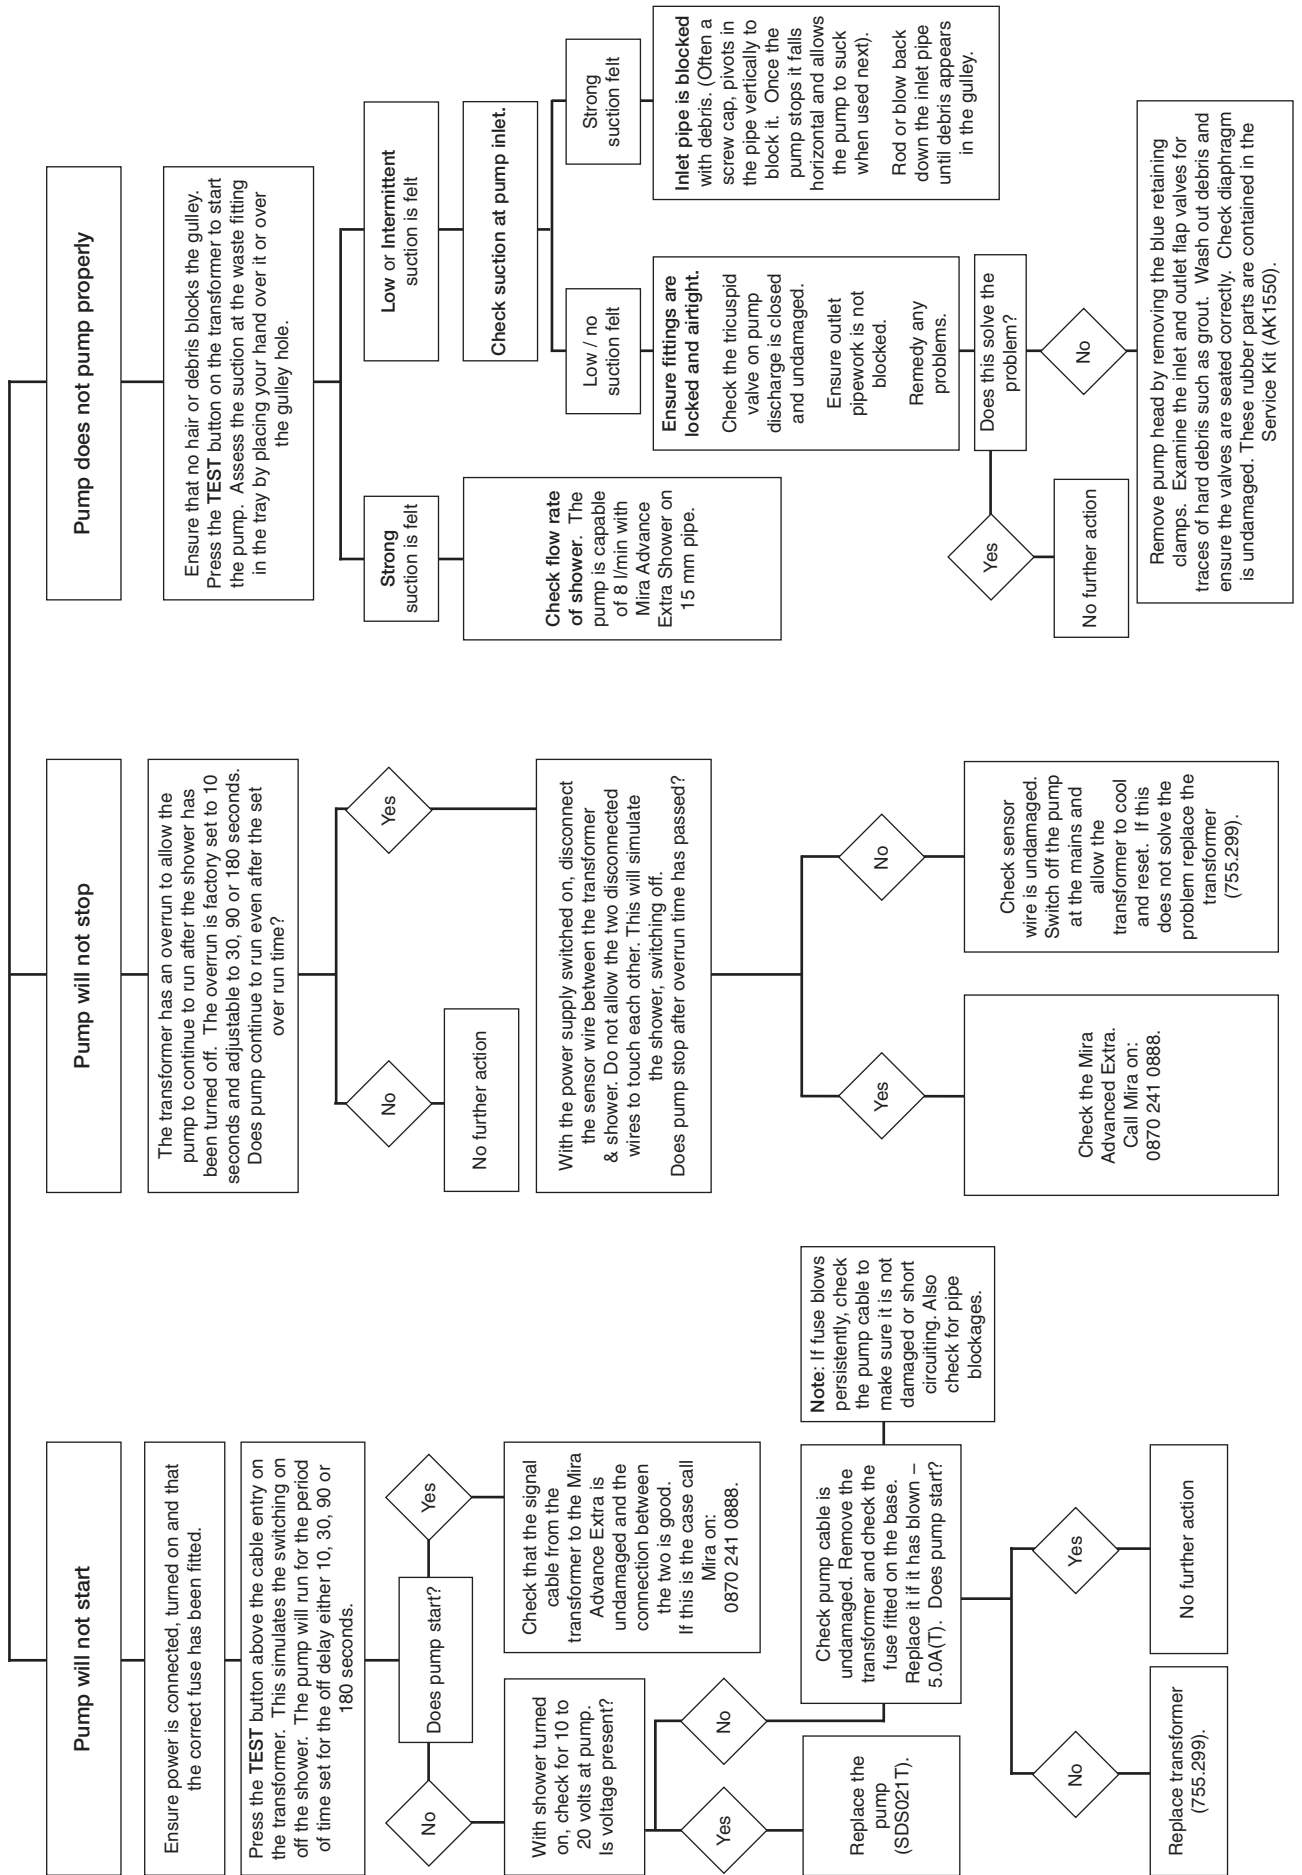 Pump will not start
Ensure power is connected, turned on and that
the correct fuse has been fitted.
Press the TEST button above the cable entry on
the transformer. This simulates the switching on
off the shower. The pump will run for the period
of time set for the off delay either 10, 30, 90 or
180 seconds.
Does pump start?
No
Yes
With shower turned
on, check for 10 to
20 volts at pump.
Is voltage present?
Check that the signal
cable from the
transformer to the Mira
Advance Extra is
undamaged and the
connection between
the two is good.
If this is the case call
Mira on:
0870 241 0888.
Yes
No
Replace the
pump
(SDS021T).
Check pump cable is
undamaged. Remove the
transformer and check the
fuse fitted on the base.
Replace it if it has blown –
5.0A(T). Does pump start?
Note: If fuse blows
persistently, check
the pump cable to
make sure it is not
damaged or short
circuiting. Also
check for pipe
blockages.
No
Yes
Replace transformer
(755.299).
No further action
Pump will not stop
The transformer has an overrun to allow the
pump to continue to run after the shower has
been turned off. The overrun is factory set to 10
seconds and adjustable to 30, 90 or 180 seconds.
Does pump continue to run even after the set
over run time?
No
Yes
No further action
With the power supply switched on, disconnect
the sensor wire between the transformer
& shower. Do not allow the two disconnected
wires to touch each other. This will simulate
the shower, switching off.
Does pump stop after overrun time has passed?
Yes
No
Check the Mira
Advanced Extra.
Call Mira on:
0870 241 0888.
Check sensor
wire is undamaged.
Switch off the pump
at the mains and
allow the
transformer to cool
and reset. If this
does not solve the
problem replace the
transformer
(755.299).
Pump does not pump properly
Ensure that no hair or debris blocks the gulley.
Press the TEST button on the transformer to start
the pump. Assess the suction at the waste fitting
in the tray by placing your hand over it or over
the gulley hole.
Strong
suction is felt
Low or Intermittent
suction is felt
Check flow rate
of shower. The
pump is capable
of 8 l/min with
Mira Advance
Extra Shower on
15 mm pipe.
Check suction at pump inlet.
Low / no
suction felt
Strong
suction felt
Ensure fittings are
locked and airtight.
Check the tricuspid
valve on pump
discharge is closed
and undamaged.
Ensure outlet
pipework is not
blocked.
Remedy any
problems.
Inlet pipe is blocked
with debris. (Often a
screw cap, pivots in
the pipe vertically to
block it. Once the
pump stops it falls
horizontal and allows
the pump to suck
when used next).
Rod or blow back
down the inlet pipe
until debris appears
in the gulley.
Does this solve the
problem?
Yes
No
No further action
Remove pump head by removing the blue retaining
clamps. Examine the inlet and outlet flap valves for
traces of hard debris such as grout. Wash out debris and
ensure the valves are seated correctly. Check diaphragm
is undamaged. These rubber parts are contained in the
Service Kit (AK1550).